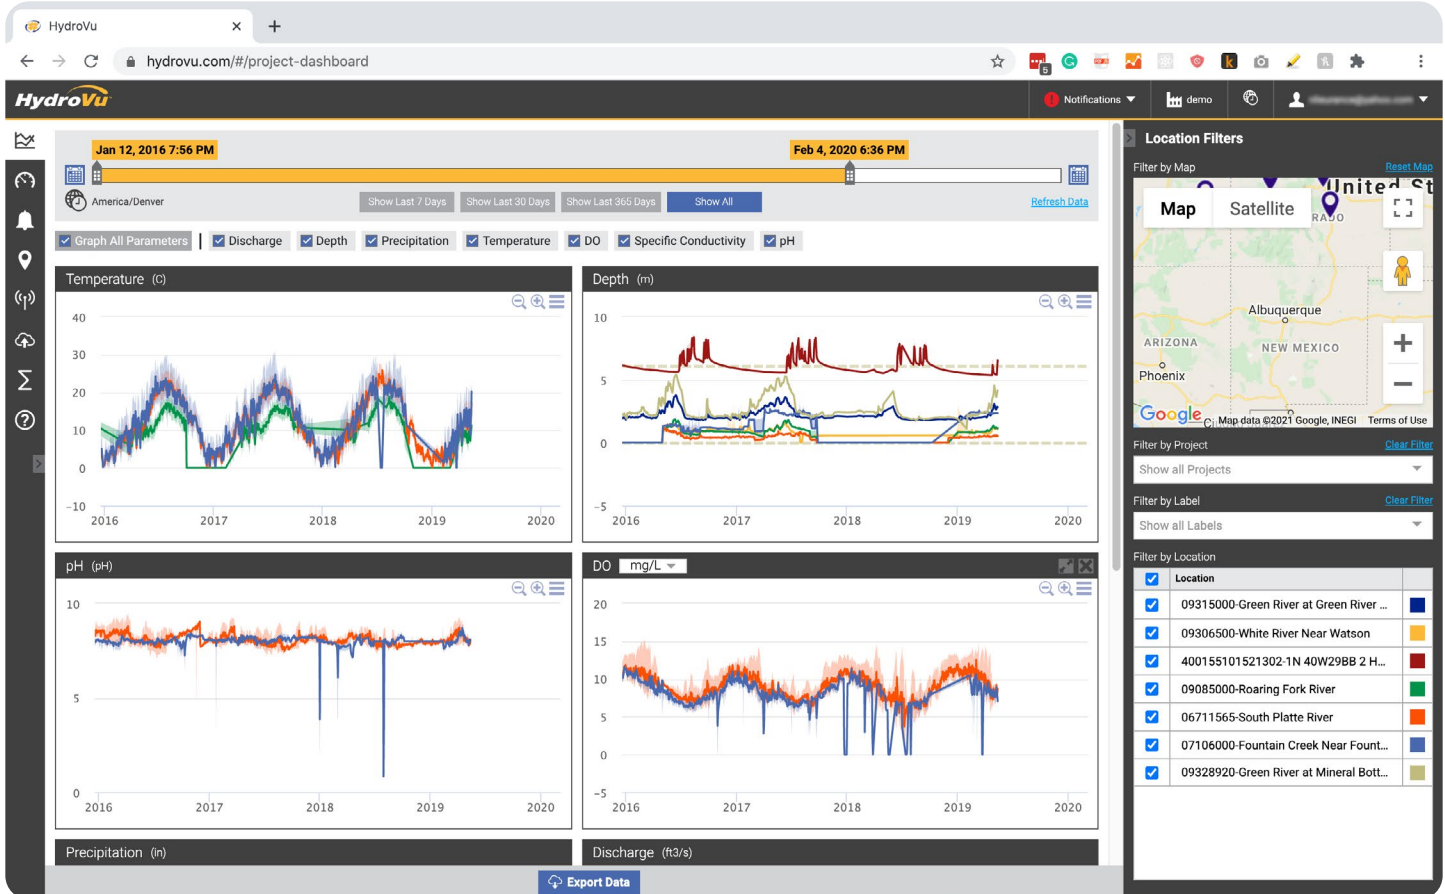 HydroVu
hydrovu.com/#/project-dashboard
5
k
HydroVu
Notifications
demo
Jan 12, 2016 7:56 PM
Feb 4, 2020 6:36 PM
America/Denver
Show Last 7 Days
Show Last 30 Days
Show Last 365 Days
Show All
Refresh Data
Graph All Parameters
Discharge
Depth
Precipitation
Temperature
DO
Specific Conductivity
pH
Temperature (C)
40
30
20
10
0
−10
2016 2017 2018 2019 2020
Depth (m)
10
5
0
−5
2016 2017 2018 2019 2020
pH (pH)
10
5
0
2016 2017 2018 2019 2020
DO mg/L
20
15
10
5
0
−5
2016 2017 2018 2019 2020
Precipitation (in)
Discharge (ft3/s)
Export Data
Location Filters
Filter by Map
Reset Map
Map
Satellite
United St
RADO
Albuquerque
ARIZONA
NEW MEXICO
Phoenix
Google
Map data ©2021 Google, INEGI
Terms of Use
Filter by Project
Clear Filter
Show all Projects
Filter by Label
Clear Filter
Show all Labels
Filter by Location
Location
09315000-Green River at Green River ...
09306500-White River Near Watson
400155101521302-1N 40W29BB 2 H...
09085000-Roaring Fork River
06711565-South Platte River
07106000-Fountain Creek Near Fount...
09328920-Green River at Mineral Bott...